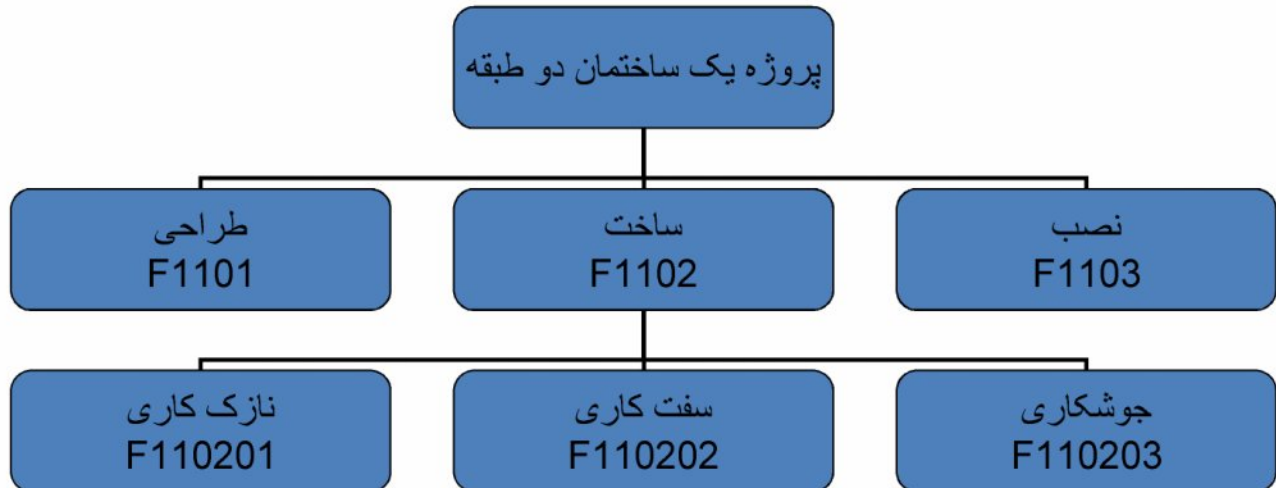 پروژه یک ساختمان دو طبقه
طراحی
F1101
ساخت
F1102
نصب
F1103
نازک کاری
F110201
سفت کاری
F110202
جوشکاری
F110203